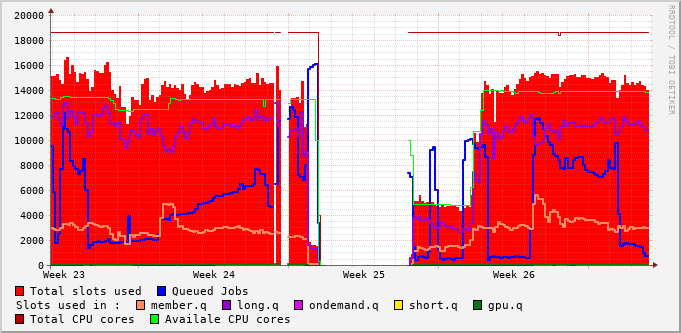 20000
18000
16000
14000
12000
10000
8000
6000
4000
2000
0
Week 23 Week 24 Week 25 Week 26
Total slots used Queued Jobs
Slots used in : member.q long.q ondemand.q short.q gpu.q
Total CPU cores Availale CPU cores
RRDTOOL / TOBI OETIKER